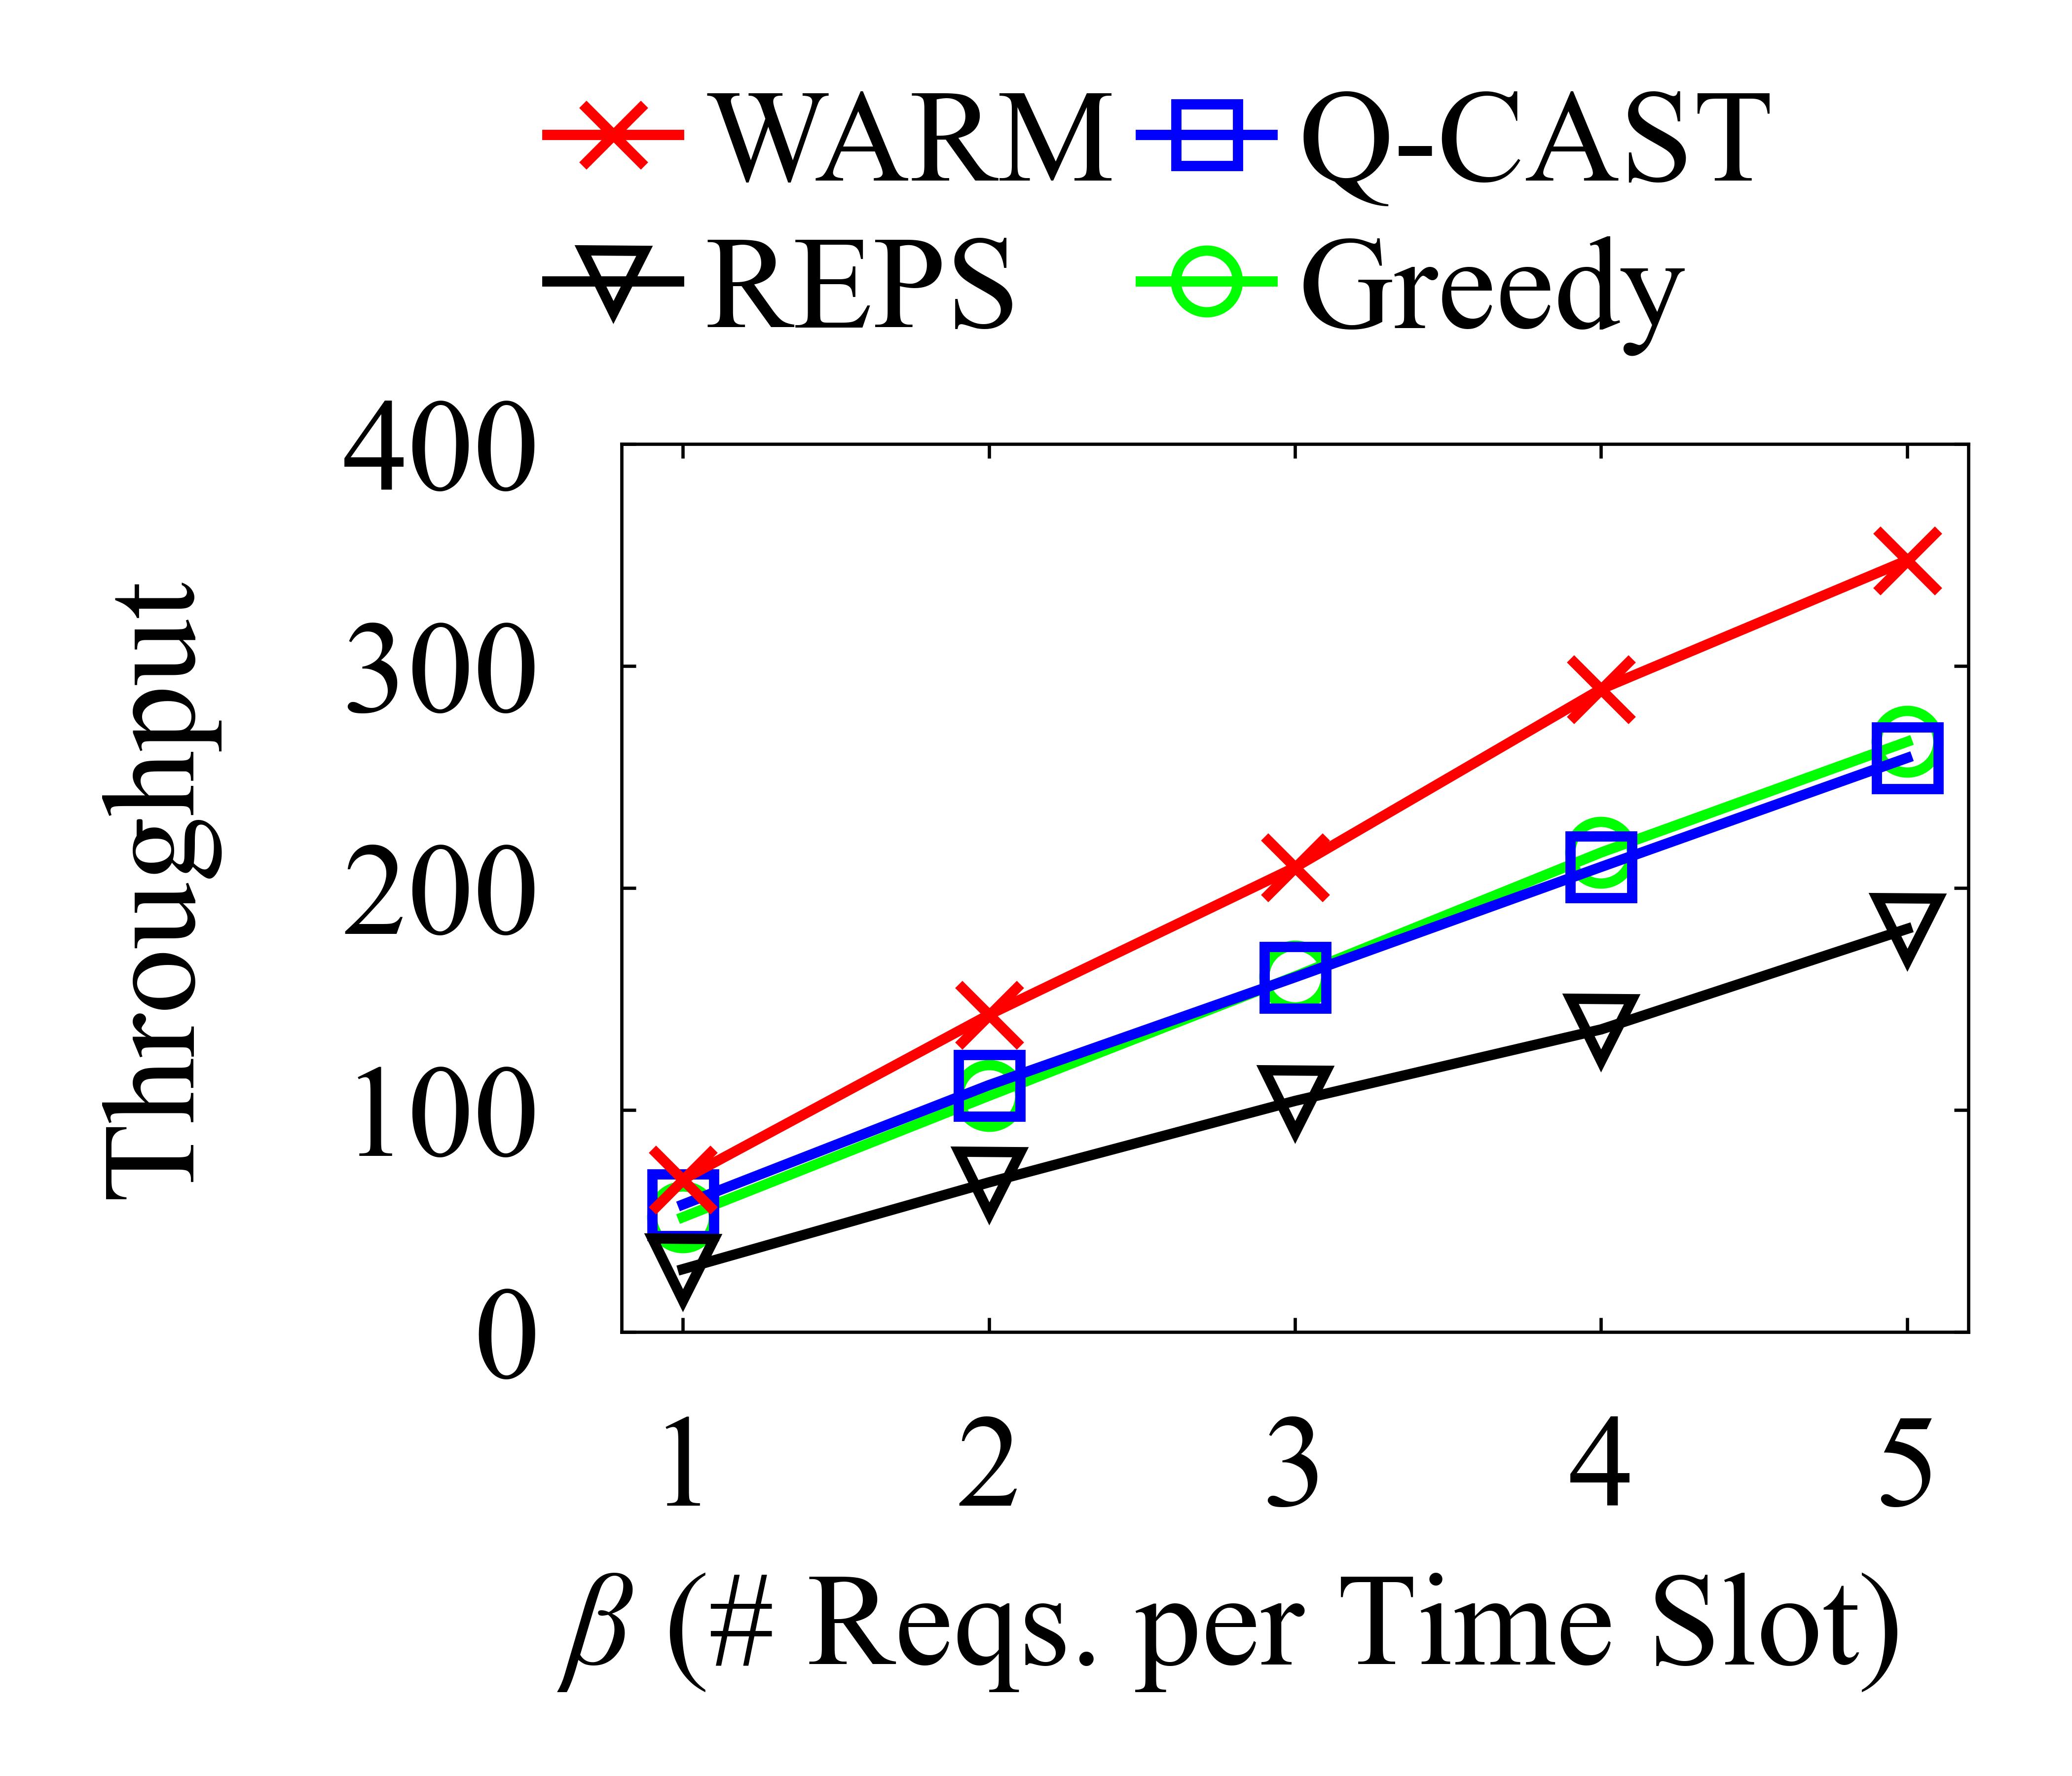 WARM Q-CAST
REPS Greedy
400
300
200
100
0
Throughput
1 2 3 4 5
β (# Reqs. per Time Slot)